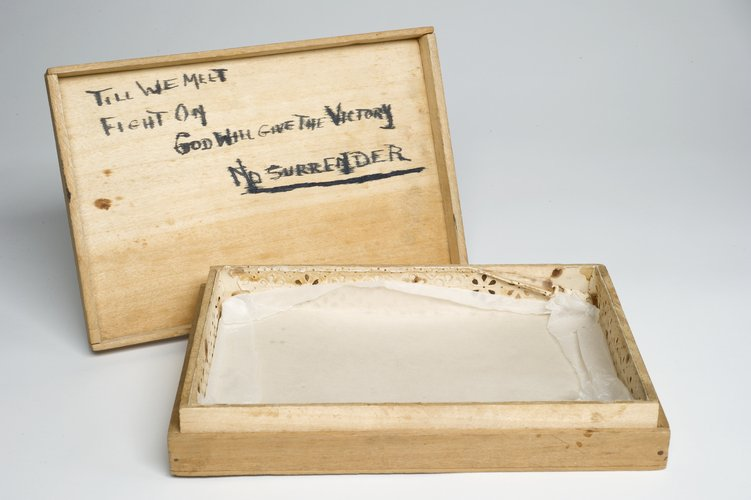 TILL WE MEET
FIGHT ON
GOD WILL GIVE THE VICTORY
NO SURRENDER